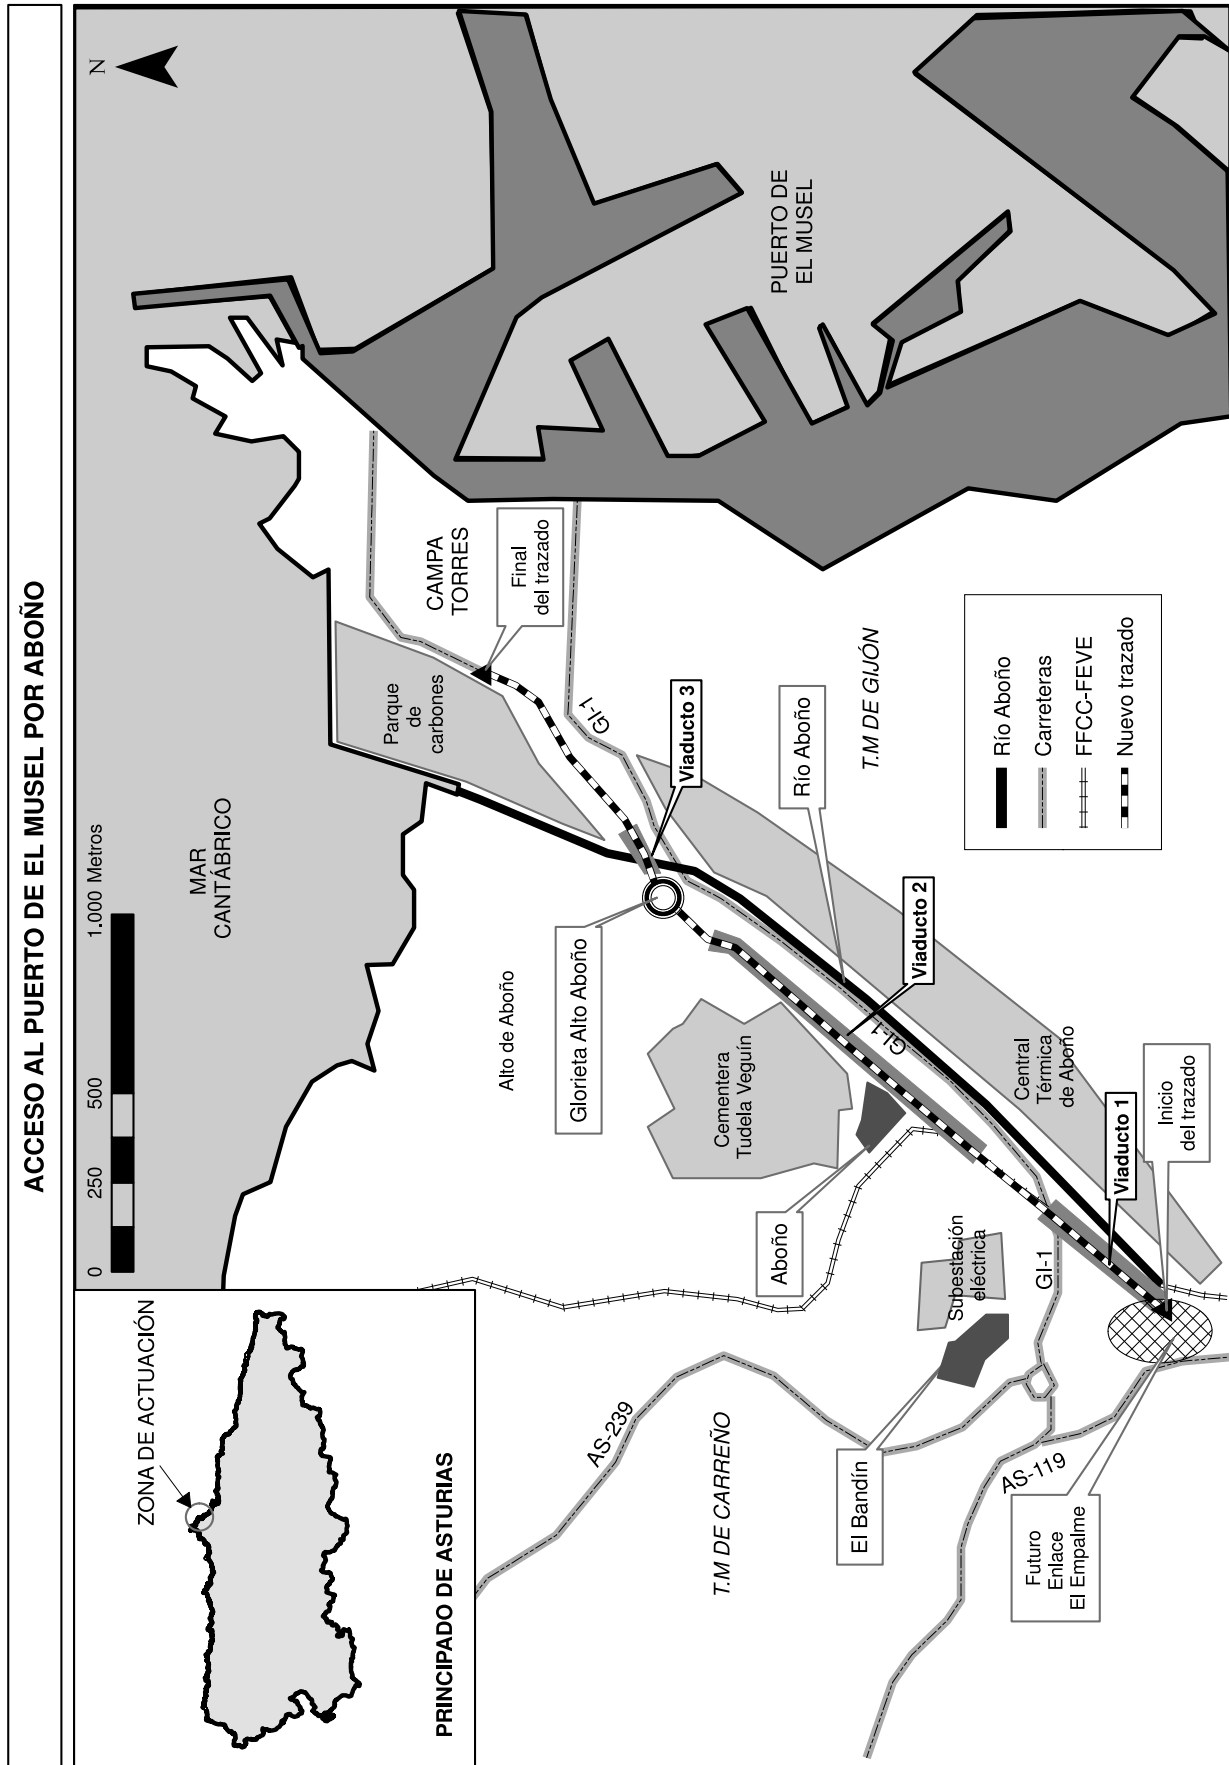 ACCESO AL PUERTO DE EL MUSEL POR ABOÑO
ZONA DE ACTUACIÓN
PRINCIPADO DE ASTURIAS
0 250 500 1.000 Metros
N
MAR
CANTÁBRICO
Parque
de
carbones
CAMPA
TORRES
Final
del trazado
PUERTO DE
EL MUSEL
Alto de Aboño
Glorieta Alto Aboño
GI-1
Viaducto 3
Cementera
Tudela Veguín
Río Aboño
T.M DE GIJÓN
AS-239
T.M DE CARREÑO
Aboño
GI-1
Viaducto 2
Subestación
eléctrica
El Bandín
GI-1
Central
Térmica
de Aboño
AS-119
Viaducto 1
Inicio
del trazado
Futuro
Enlace
El Empalme
Río Aboño
Carreteras
FFCC-FEVE
Nuevo trazado